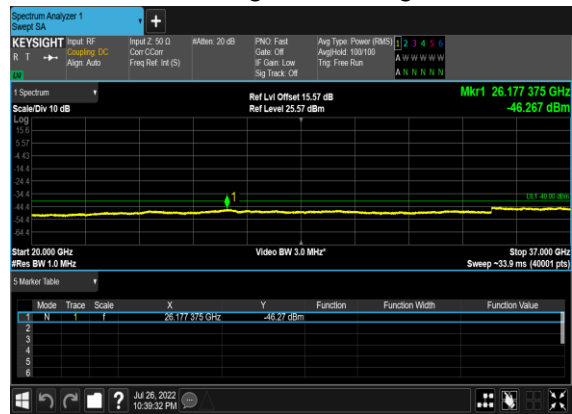 Spectrum Analyzer 1
Swept SA
+
KEYSIGHT Input: RF Input Z: 50 Ω #Atten: 20 dB PNO: Fast Avg Type: Power (RMS) 1 2 3 4 5 6
R T Coupling: DC Corr CCorr Gate: Off Avg|Hold: 100/100 A W W W W W
Align: Auto Freq Ref: Int (S) IF Gain: Low Trig: Free Run
LXI Sig Track: Off A N N N N N
1 Spectrum Ref Lvl Offset 15.57 dB Mkr1 26.177 375 GHz
Scale/Div 10 dB Ref Level 25.57 dBm -46.267 dBm
Log
15.6
5.57
-4.43
-14.4
-24.4
-34.4
1
DL1 -40.00 dBm
-44.4
-54.4
-64.4
Start 20.000 GHz Video BW 3.0 MHz* Stop 37.000 GHz
#Res BW 1.0 MHz Sweep ~33.9 ms (40001 pts)
5 Marker Table
Mode Trace Scale X Y Function Function Width Function Value
1 N 1 f 26.177 375 GHz -46.27 dBm
2
3
4
5
6
? Jul 26, 2022
10:39:32 PM